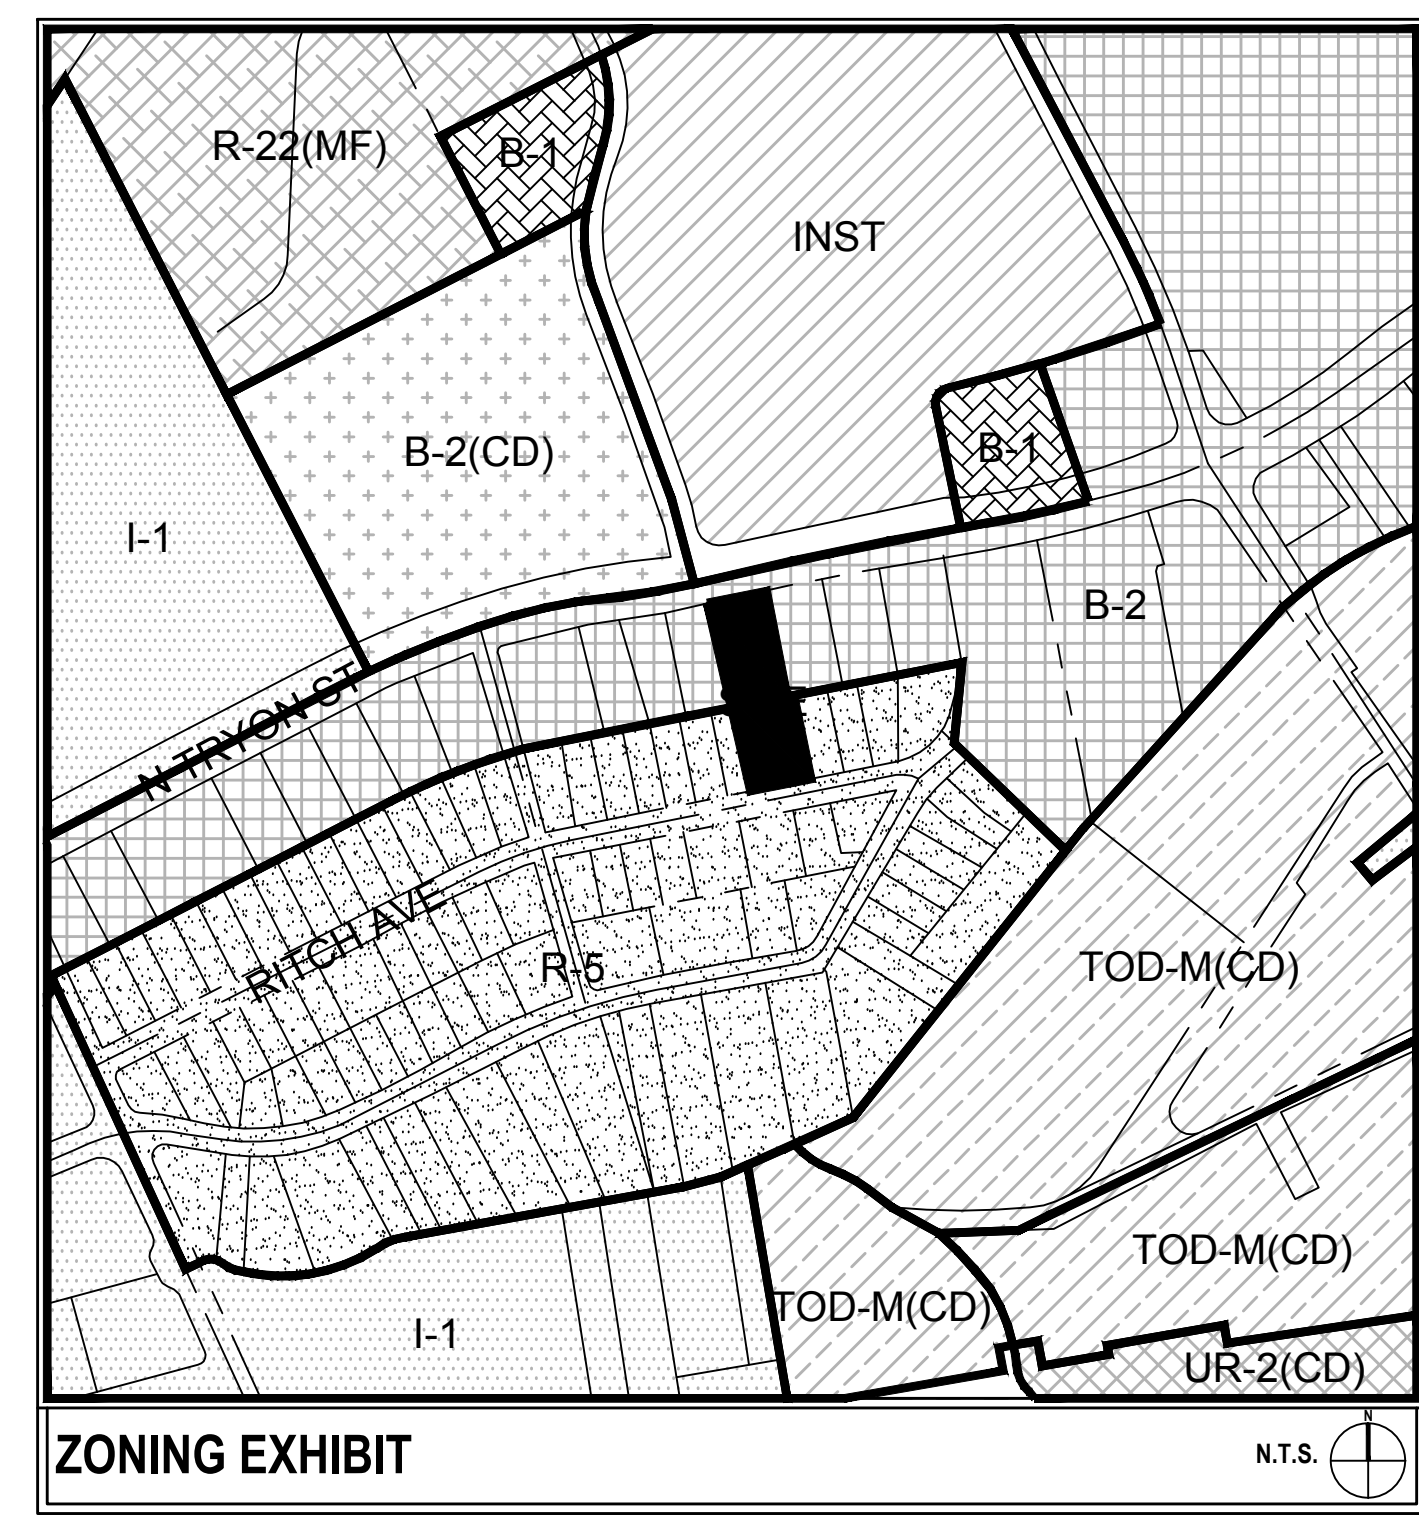 R-22(MF)
B-1
INST
B-2(CD)
B-1
I-1
B-2
N TRYON ST
RITCH AVE
R-5
TOD-M(CD)
TOD-M(CD)
TOD-M(CD)
I-1
UR-2(CD)
ZONING EXHIBIT
N.T.S.
N